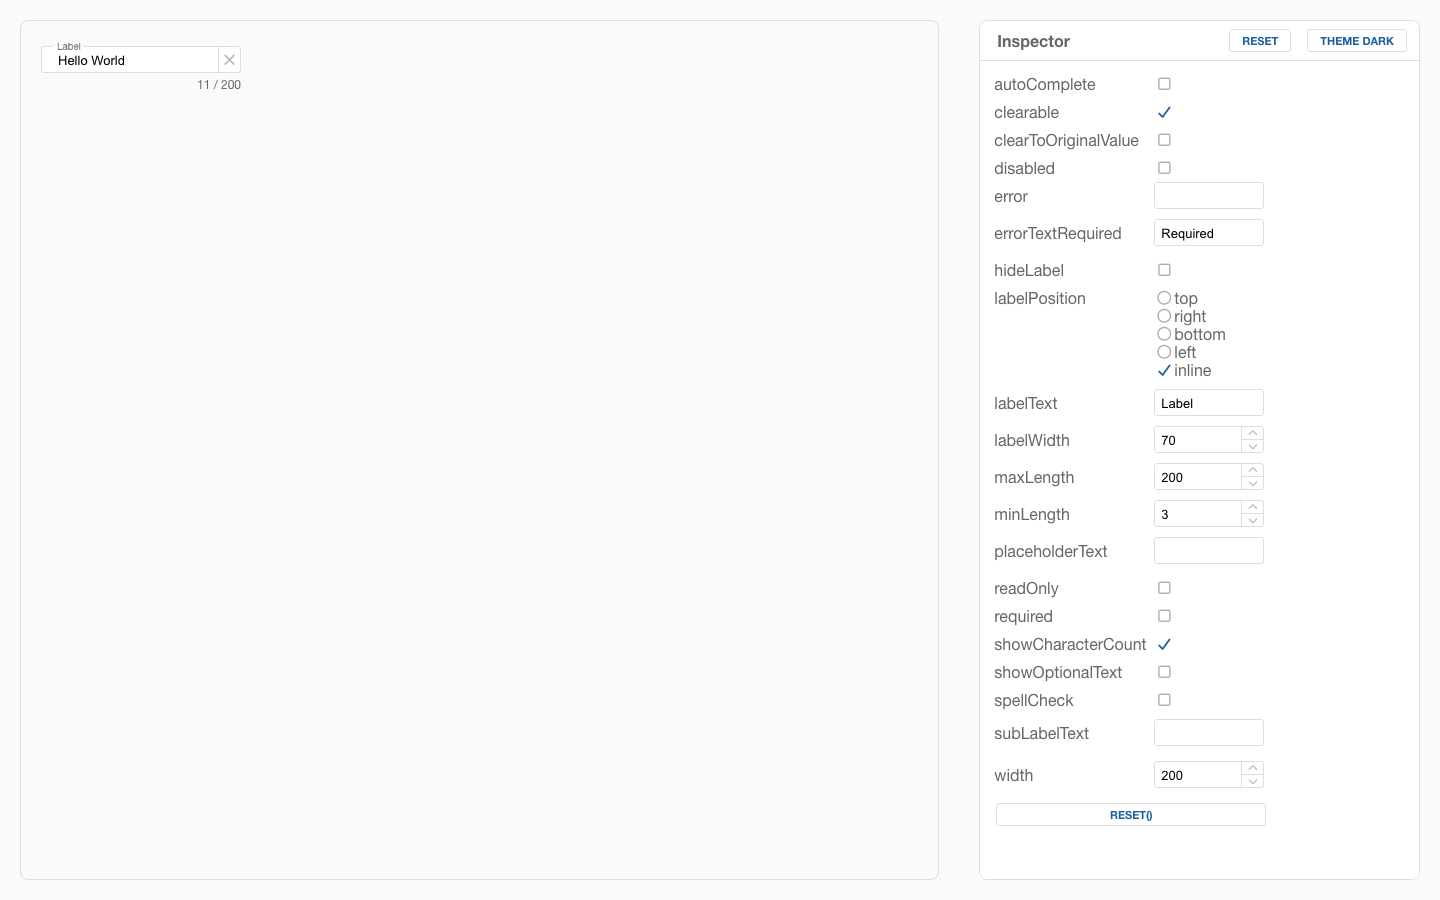 Label
Hello World
11 / 200
Inspector
RESET
THEME DARK
autoComplete
clearable
clearToOriginalValue
disabled
error
errorTextRequired
Required
hideLabel
labelPosition
top
right
bottom
left
inline
labelText
Label
labelWidth
70
maxLength
200
minLength
3
placeholderText
readOnly
required
showCharacterCount
showOptionalText
spellCheck
subLabelText
width
200
RESET()